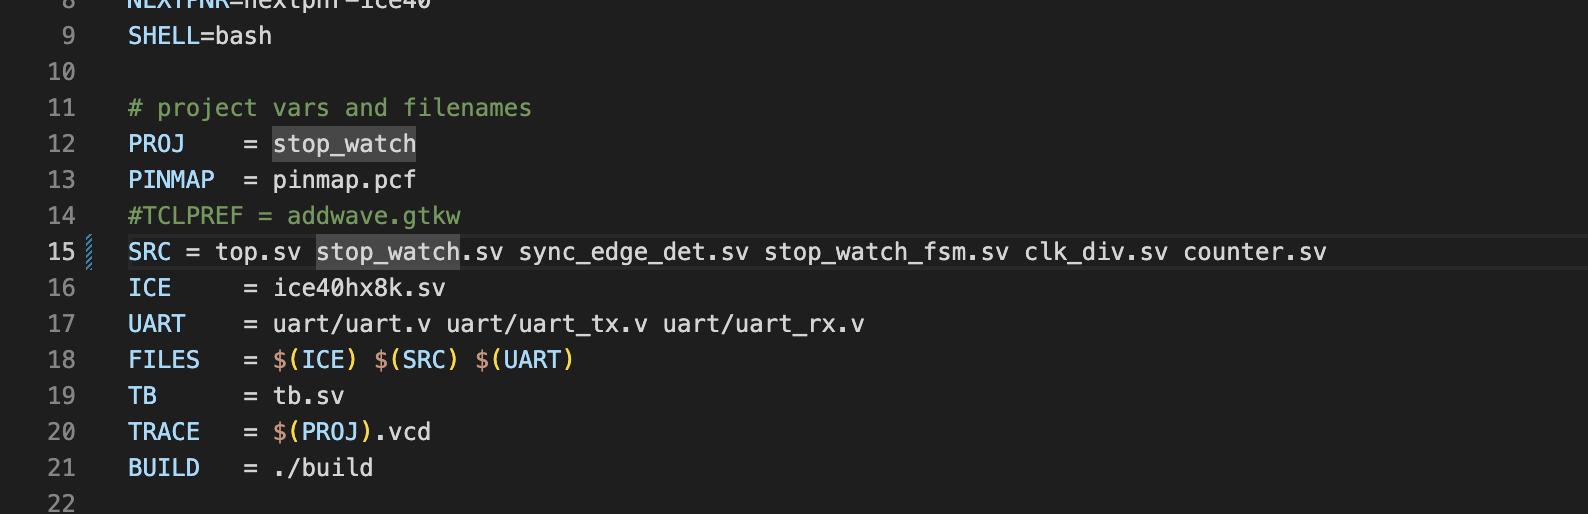 8 NEXTPNR=nextpnr-ice40
9 SHELL=bash
10
11 # project vars and filenames
12 PROJ    = stop_watch
13 PINMAP  = pinmap.pcf
14 #TCLPREF = addwave.gtkw
15 SRC = top.sv stop_watch.sv sync_edge_det.sv stop_watch_fsm.sv clk_div.sv counter.sv
16 ICE     = ice40hx8k.sv
17 UART    = uart/uart.v uart/uart_tx.v uart/uart_rx.v
18 FILES   = $(ICE) $(SRC) $(UART)
19 TB      = tb.sv
20 TRACE   = $(PROJ).vcd
21 BUILD   = ./build
22